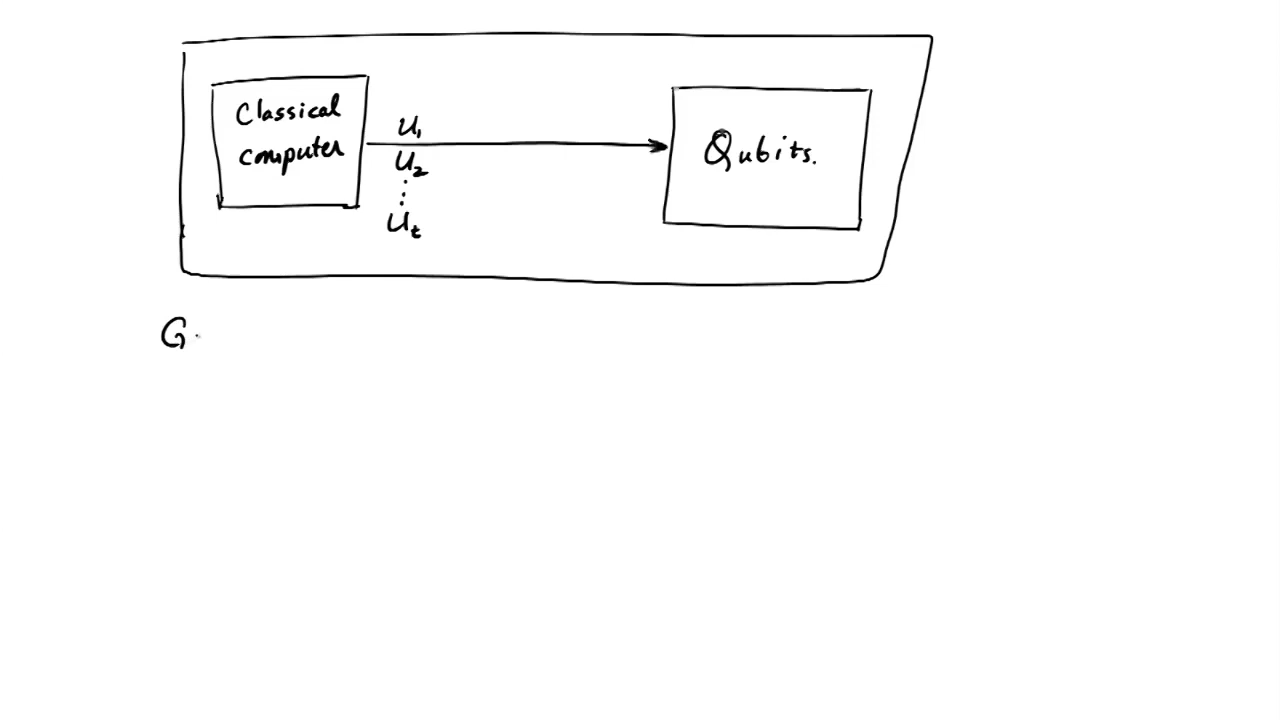 Classical
computer
U₁
U₂
⋮
Uₜ
Qubits.
G